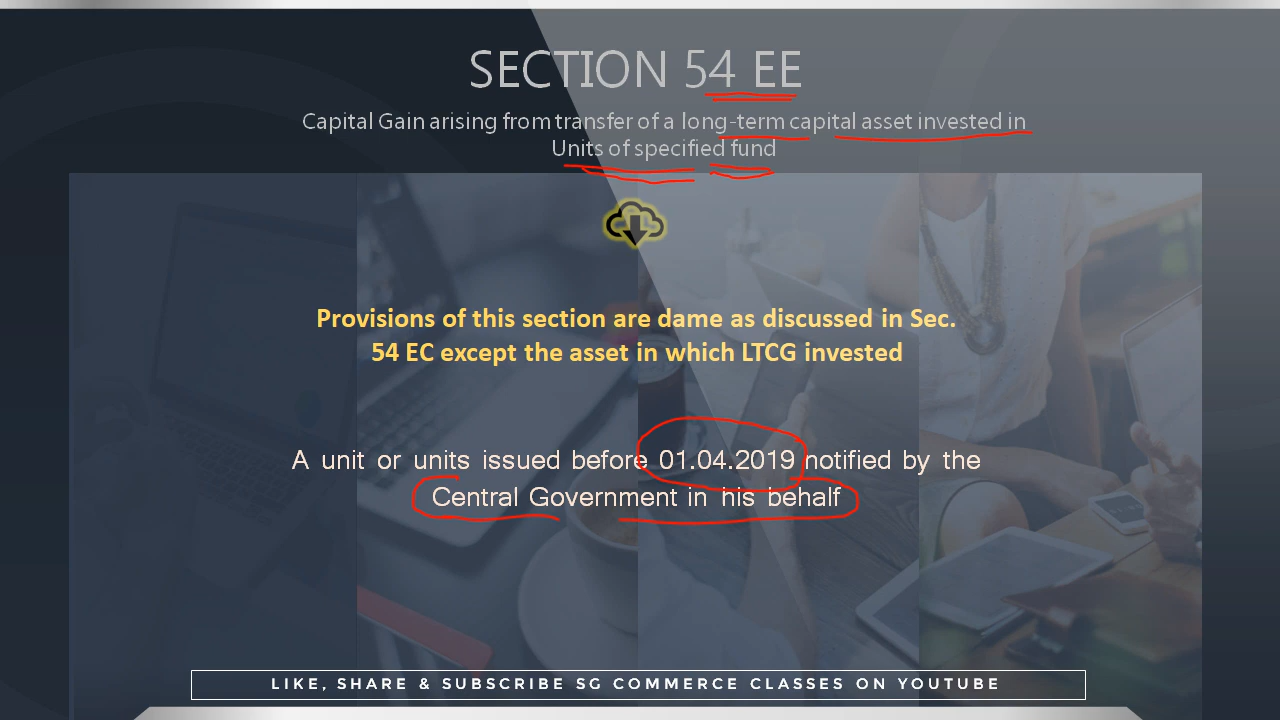 SECTION 54 EE
Capital Gain arising from transfer of a long-term capital asset invested in
Units of specified fund
Provisions of this section are dame as discussed in Sec.
54 EC except the asset in which LTCG invested
A unit or units issued before 01.04.2019 notified by the
Central Government in his behalf
LIKE, SHARE & SUBSCRIBE SG COMMERCE CLASSES ON YOUTUBE